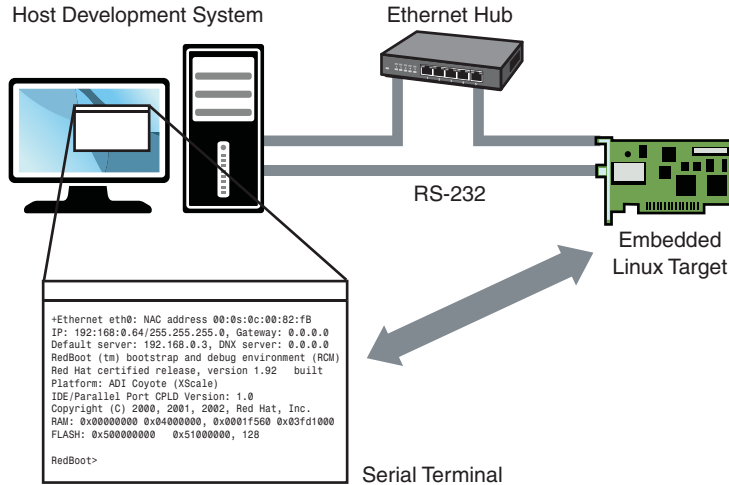 Host Development System
Ethernet Hub
RS-232
Embedded
Linux Target
+Ethernet eth0: NAC address 00:0s:0c:00:82:fB
IP: 192:168:0.64/255.255.255.0, Gateway: 0.0.0.0
Default server: 192.168.0.3, DNX server: 0.0.0.0
RedBoot (tm) bootstrap and debug environment (RCM)
Red Hat certified release, version 1.92 built
Platform: ADI Coyote (XScale)
IDE/Parallel Port CPLD Version: 1.0
Copyright (C) 2000, 2001, 2002, Red Hat, Inc.
RAM: 0x00000000 0x04000000, 0x0001f560 0x03fd1000
FLASH: 0x500000000 0x51000000, 128
RedBoot>
Serial Terminal